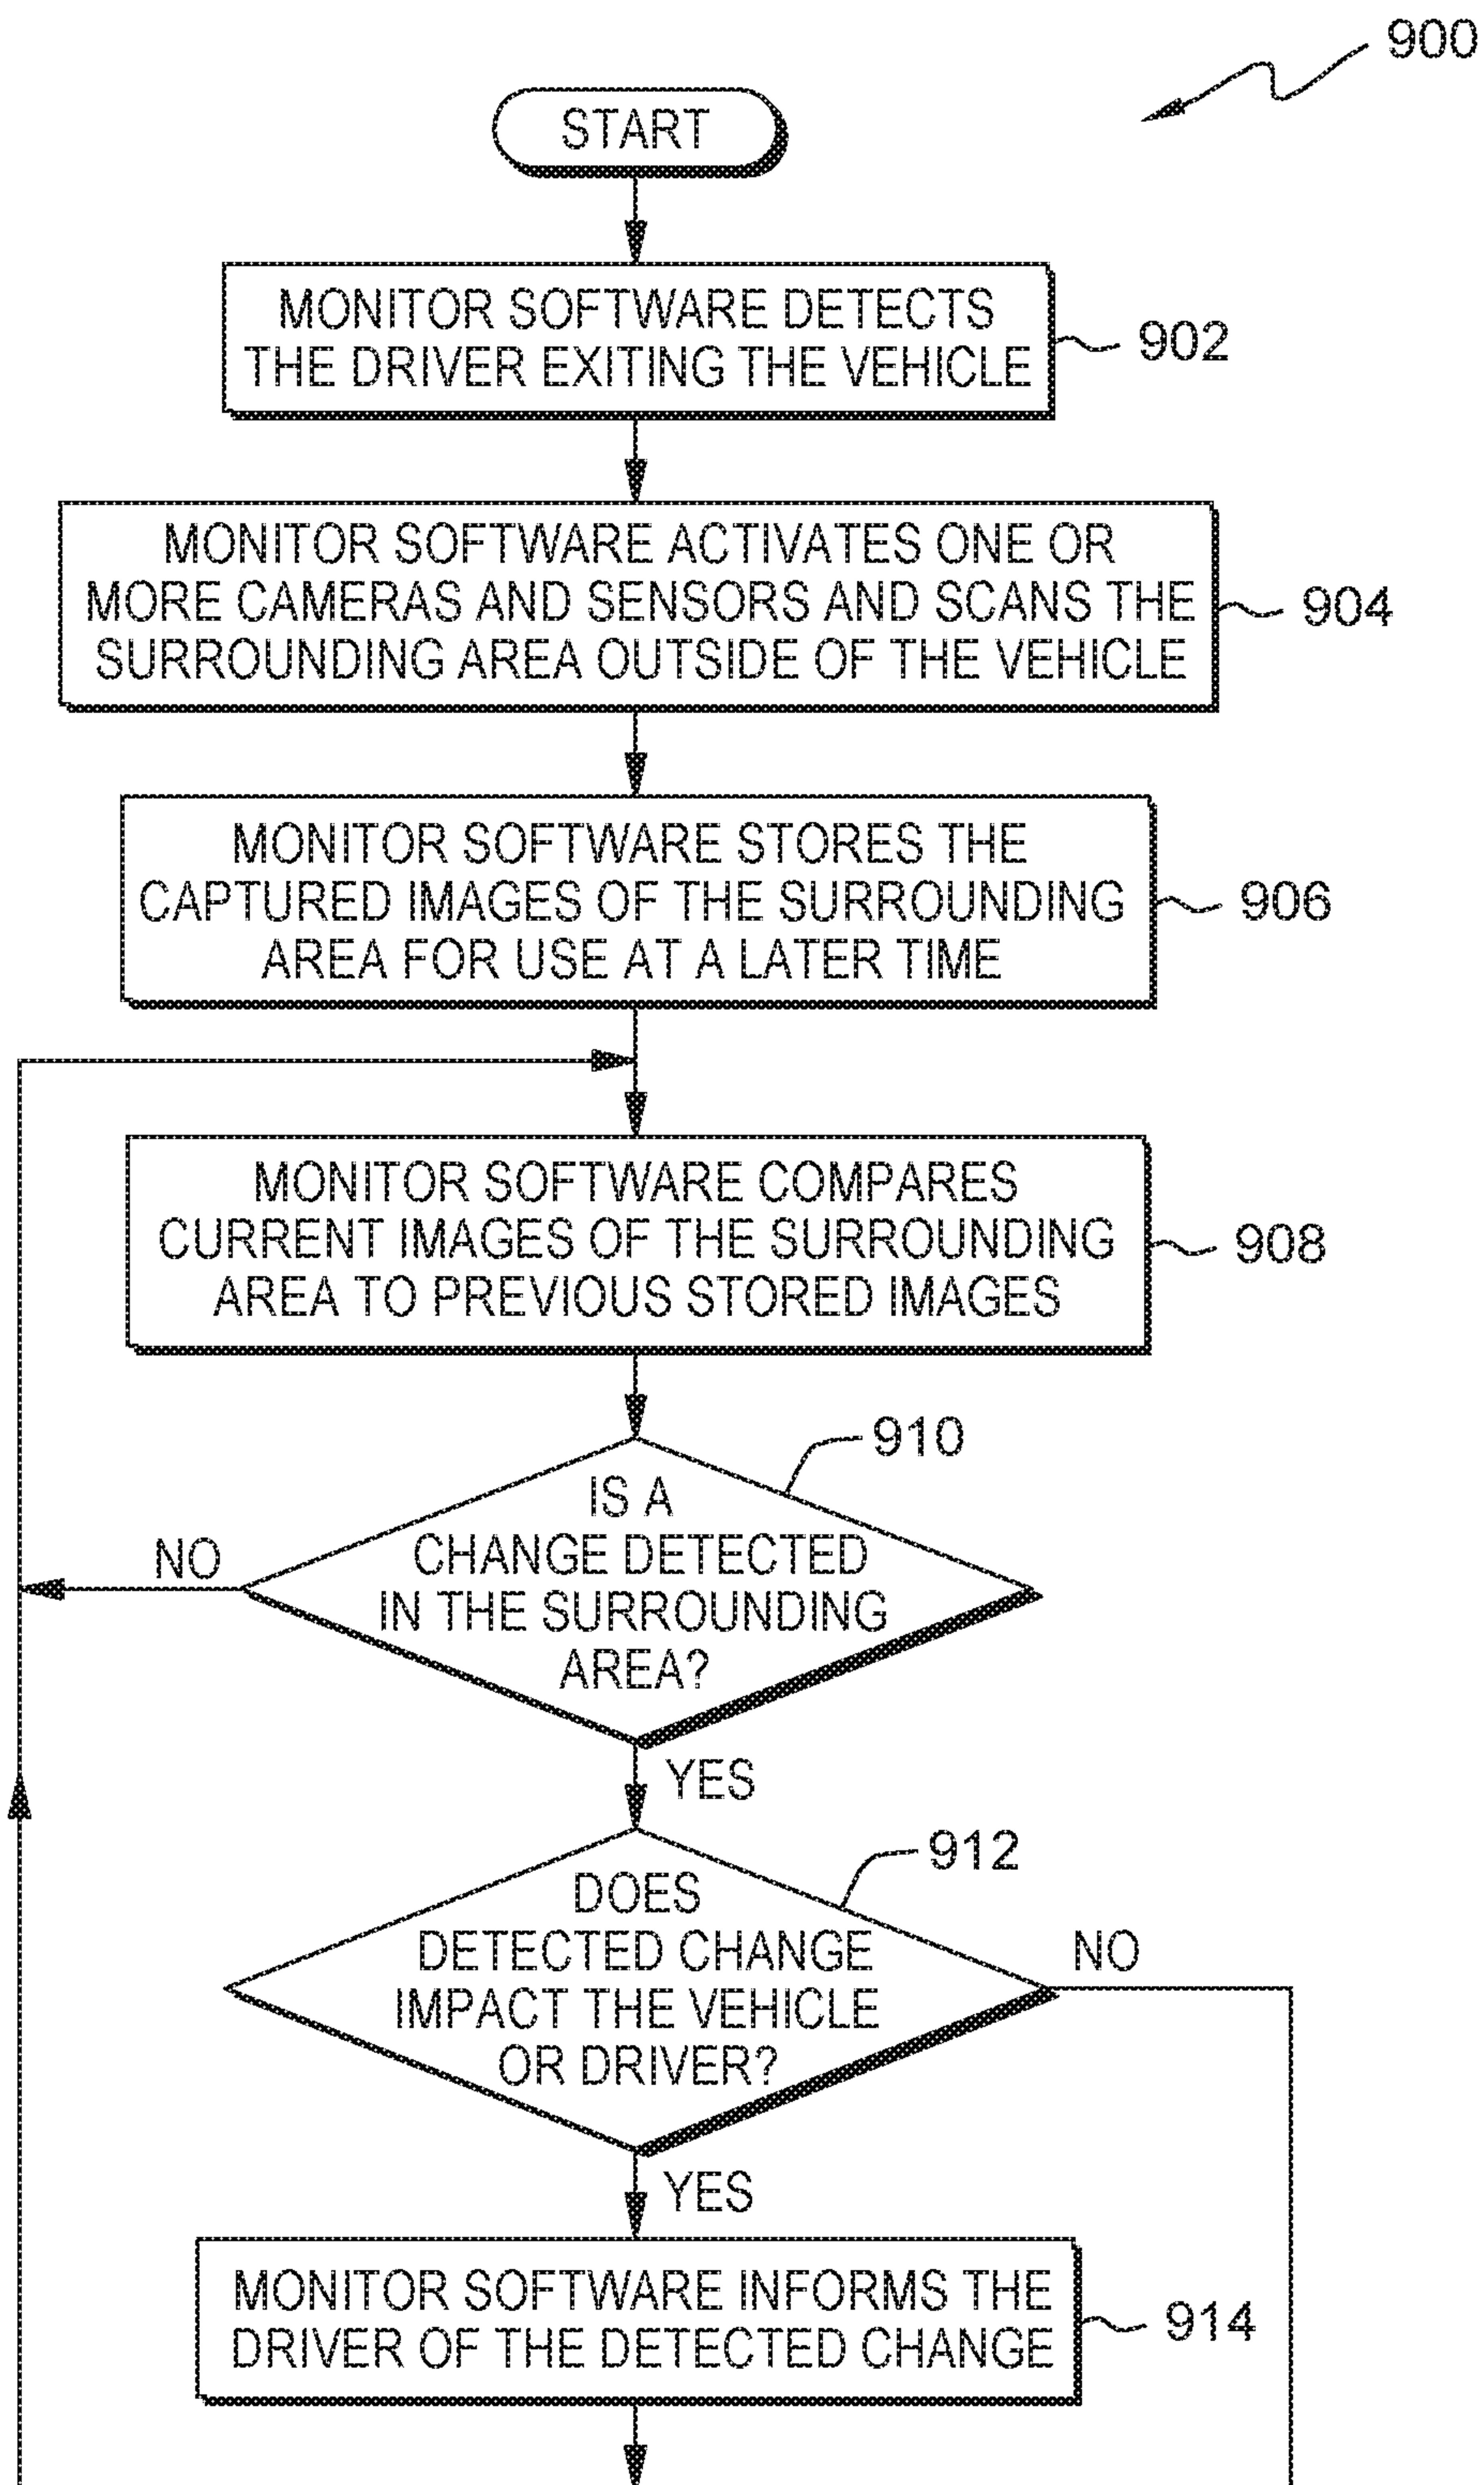 900
START
MONITOR SOFTWARE DETECTS
THE DRIVER EXITING THE VEHICLE
902
MONITOR SOFTWARE ACTIVATES ONE OR
MORE CAMERAS AND SENSORS AND SCANS THE
SURROUNDING AREA OUTSIDE OF THE VEHICLE
904
MONITOR SOFTWARE STORES THE
CAPTURED IMAGES OF THE SURROUNDING
AREA FOR USE AT A LATER TIME
906
MONITOR SOFTWARE COMPARES
CURRENT IMAGES OF THE SURROUNDING
AREA TO PREVIOUS STORED IMAGES
908
910
IS A
CHANGE DETECTED
IN THE SURROUNDING
AREA?
NO
YES
912
DOES
DETECTED CHANGE
IMPACT THE VEHICLE
OR DRIVER?
NO
YES
MONITOR SOFTWARE INFORMS THE
DRIVER OF THE DETECTED CHANGE
914